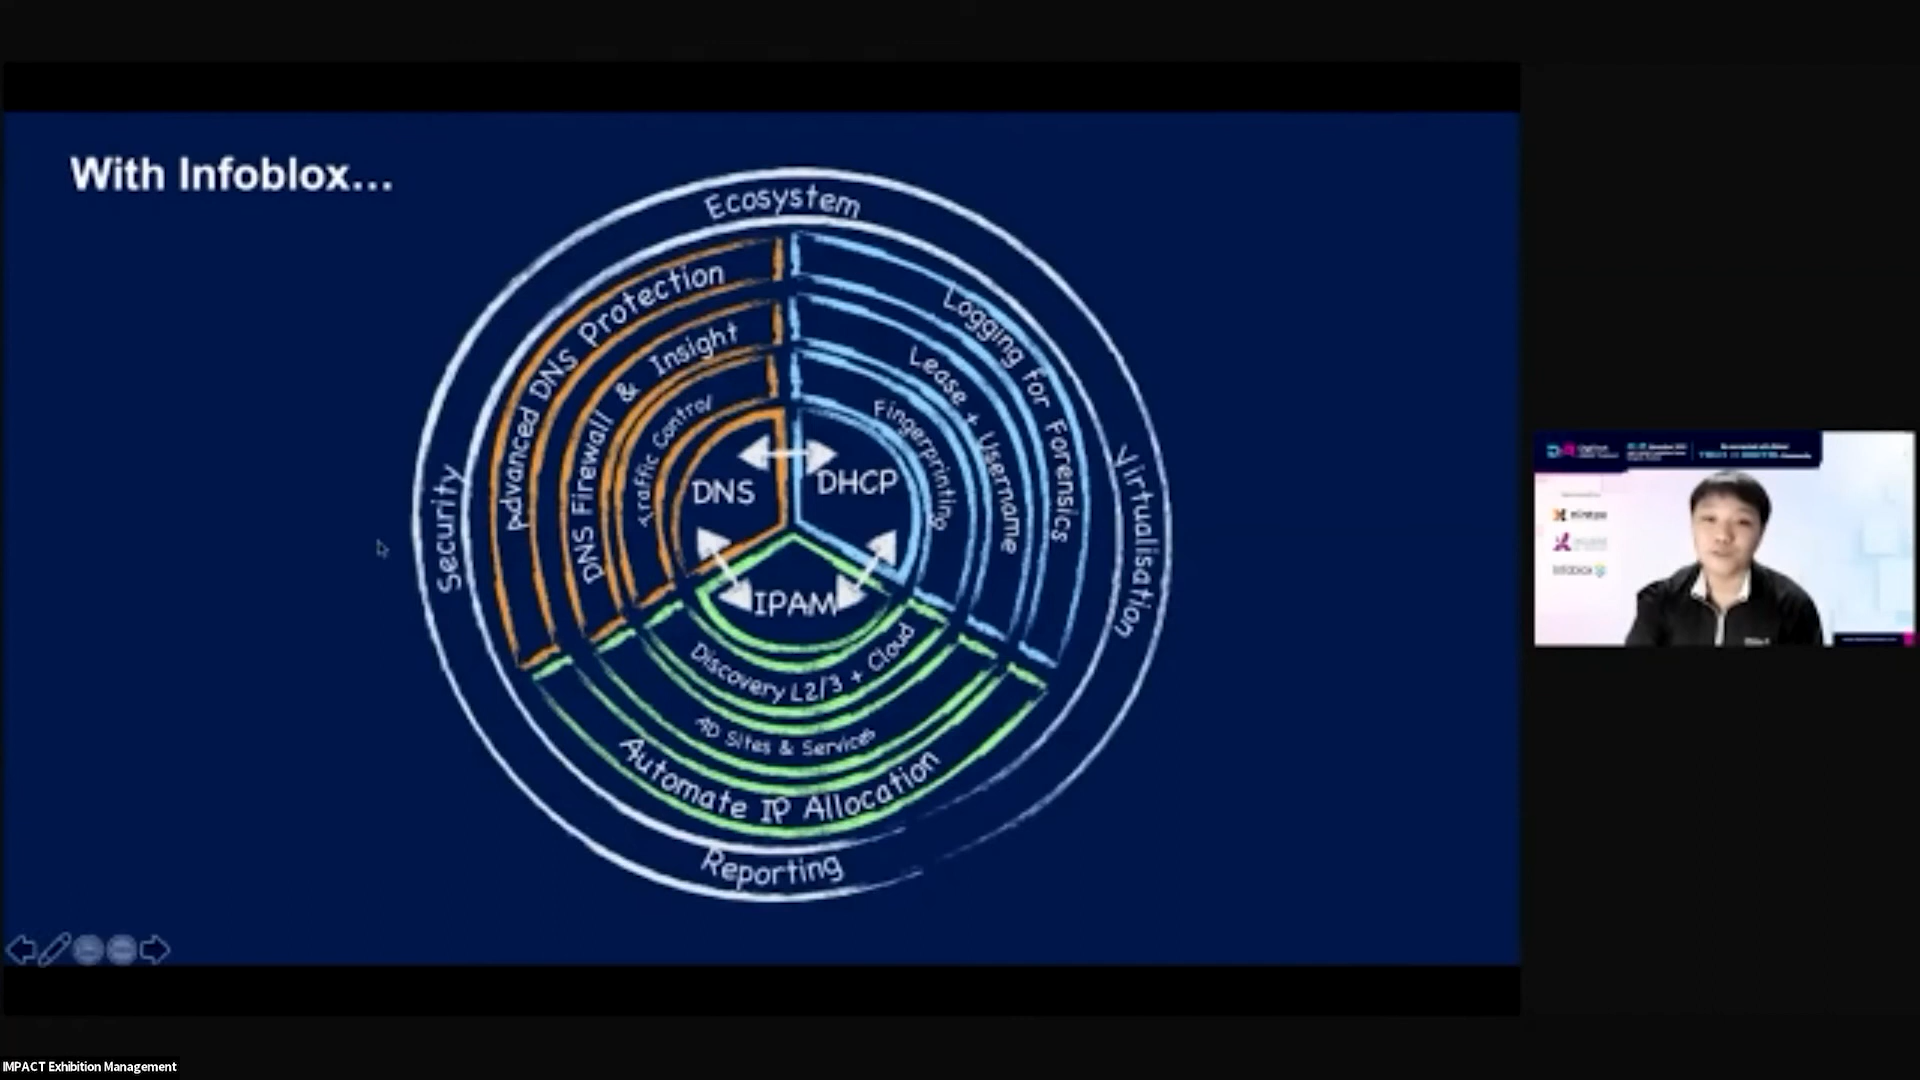 With Infoblox...
Ecosystem
Advanced DNS Protection
DNS Firewall & Insight
Traffic Control
Logging for Forensics
Lease + Username
Fingerprinting
DNS
DHCP
IPAM
Security
Virtualisation
Discovery L2/3 + Cloud
AD Sites & Services
Automate IP Allocation
Reporting
infoblox
IMPACT Exhibition Management